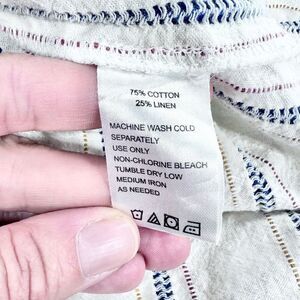 75% COTTON
25% LINEN
MACHINE WASH COLD
SEPARATELY
USE ONLY
NON-CHLORINE BLEACH
TUMBLE DRY LOW
MEDIUM IRON
AS NEEDED